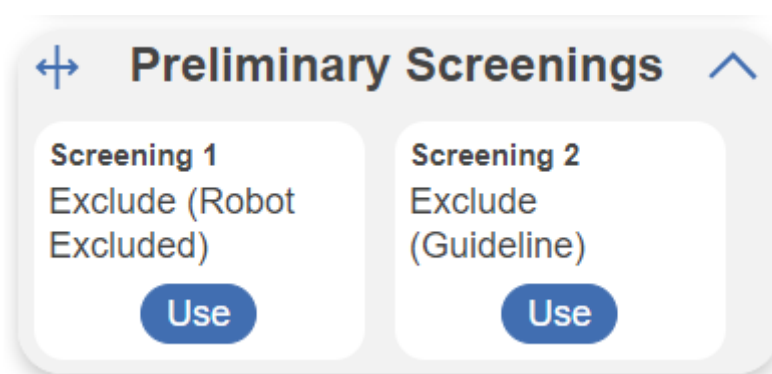 Preliminary Screenings
Screening 1
Exclude (Robot
Excluded)
Use
Screening 2
Exclude
(Guideline)
Use